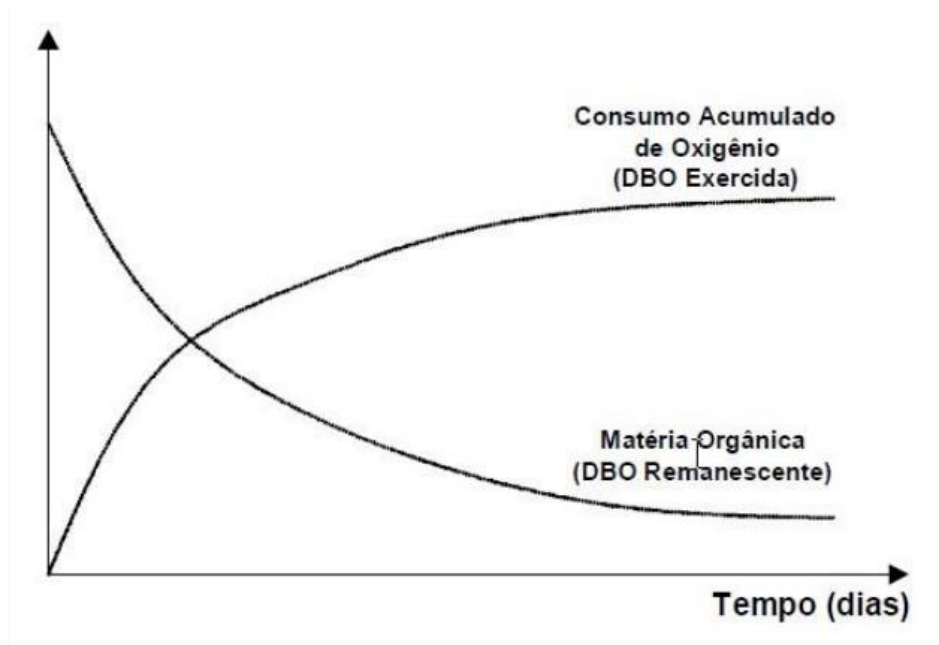 Consumo Acumulado
de Oxigênio
(DBO Exercida)
Matéria Orgânica
(DBO Remanescente)
Tempo (dias)